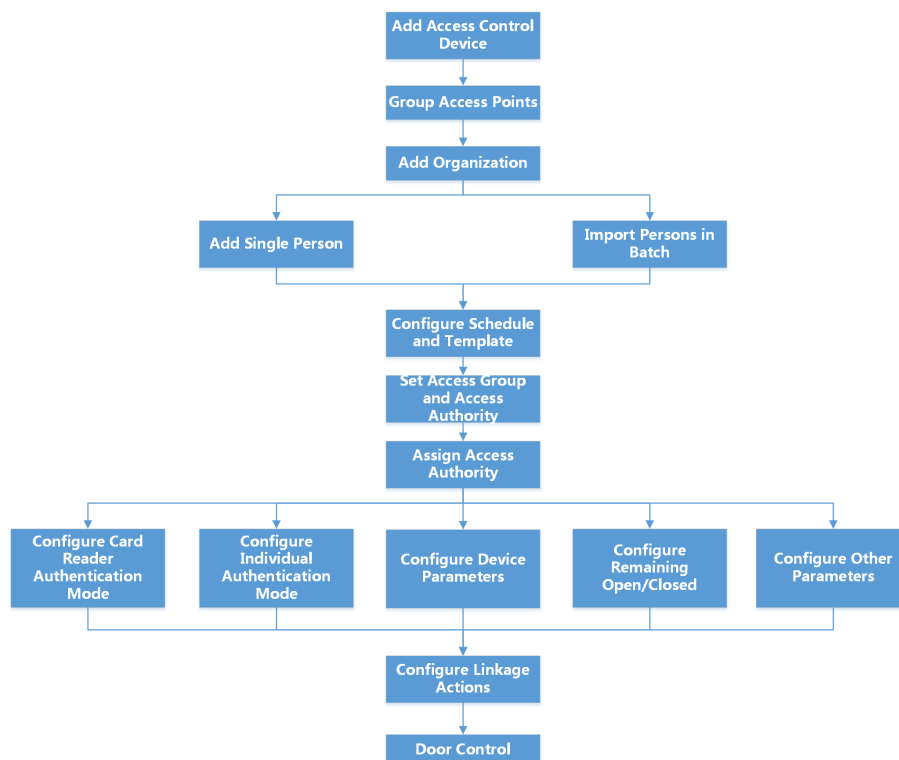 Add Access Control
Device
Group Access Points
Add Organization
Add Single Person
Import Persons in
Batch
Configure Schedule
and Template
Set Access Group
and Access
Authority
Assign Access
Authority
Configure Card
Reader
Authentication
Mode
Configure
Individual
Authentication
Mode
Configure Device
Parameters
Configure
Remaining
Open/Closed
Configure Other
Parameters
Configure Linkage
Actions
Door Control